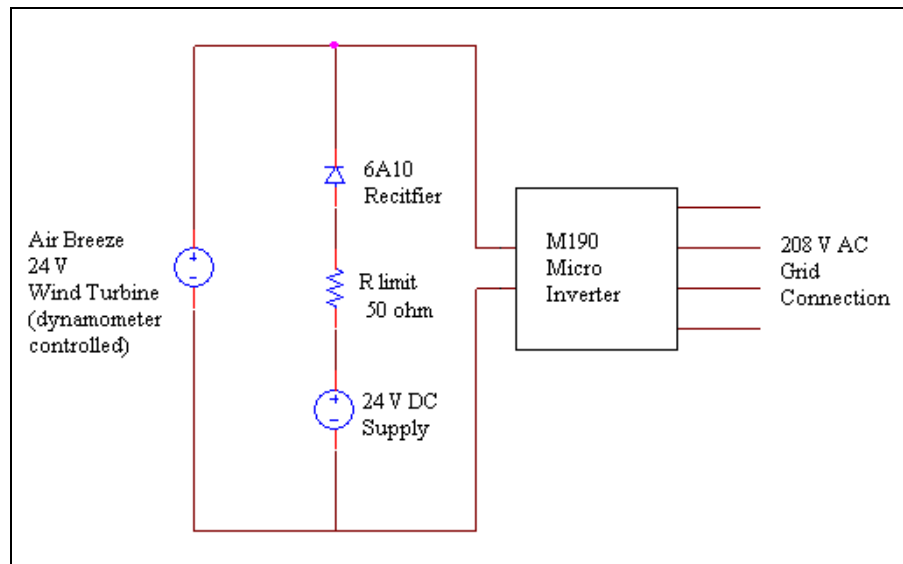 6A10
Recitfier
Air Breeze
24 V
Wind Turbine
(dynamometer
controlled)
R limit
50 ohm
24 V DC
Supply
M190
Micro
Inverter
208 V AC
Grid
Connection